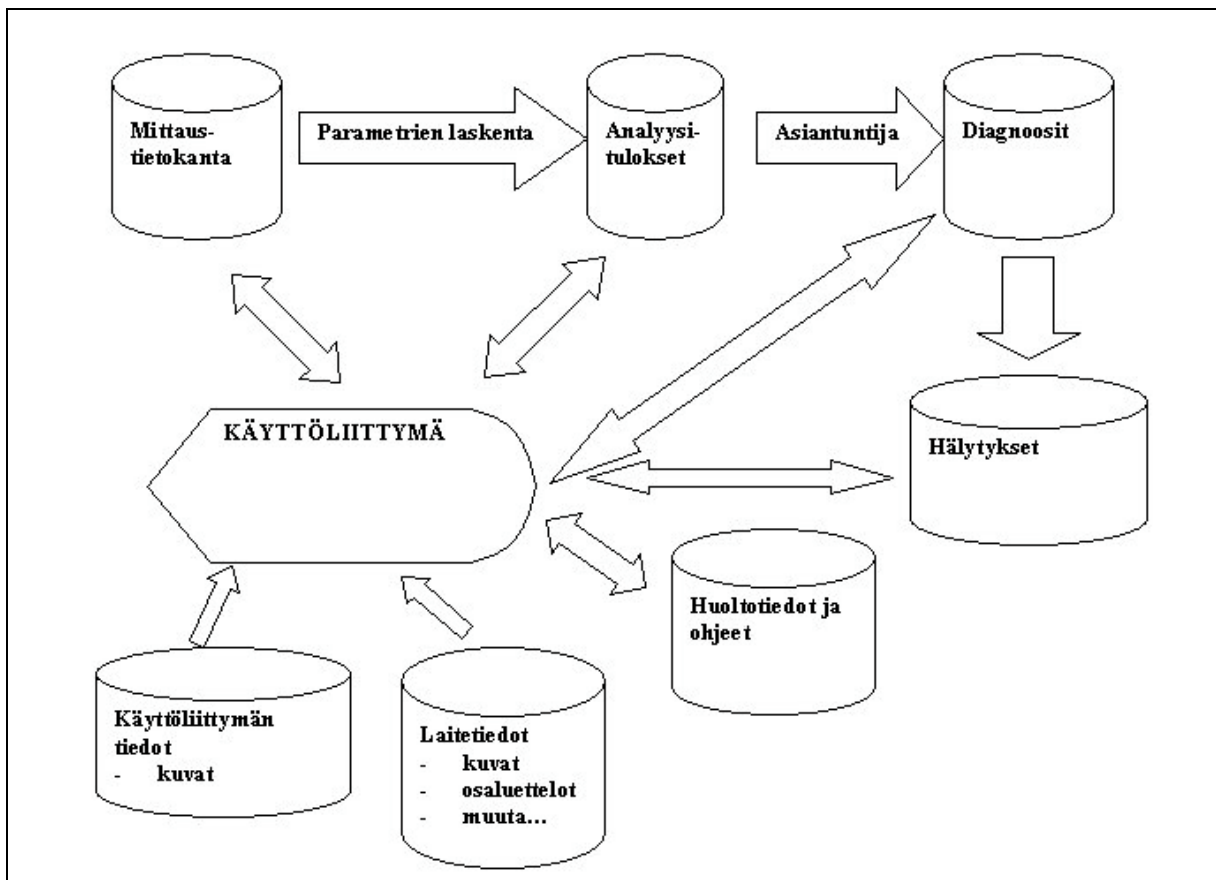 Mittaus-
tietokanta
Parametrien laskenta
Analyysi-
tulokset
Asiantuntija
Diagnoosit
KÄYTTÖLIITTYMÄ
Hälytykset
Huoltotiedot ja
ohjeet
Käyttöliittymän
tiedot
- kuvat
Laitetiedot
- kuvat
- osaluettelot
- muuta...